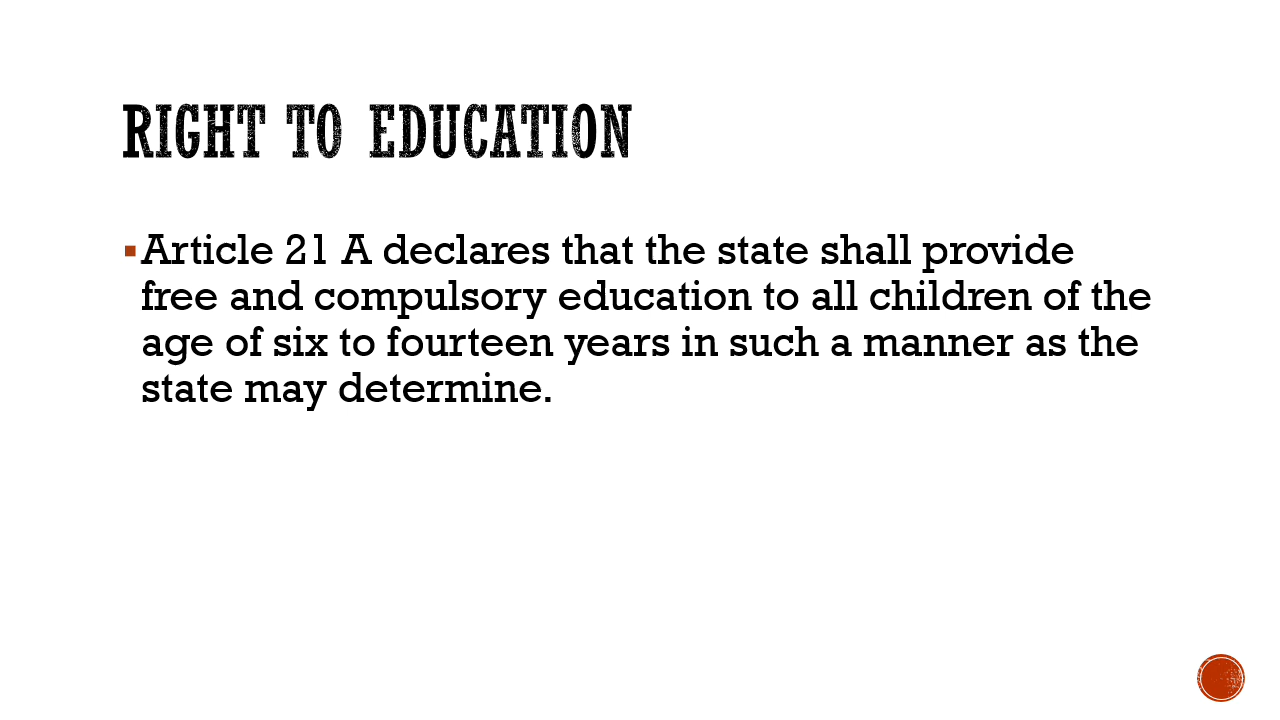 RIGHT TO EDUCATION
▪Article 21 A declares that the state shall provide
free and compulsory education to all children of the
age of six to fourteen years in such a manner as the
state may determine.